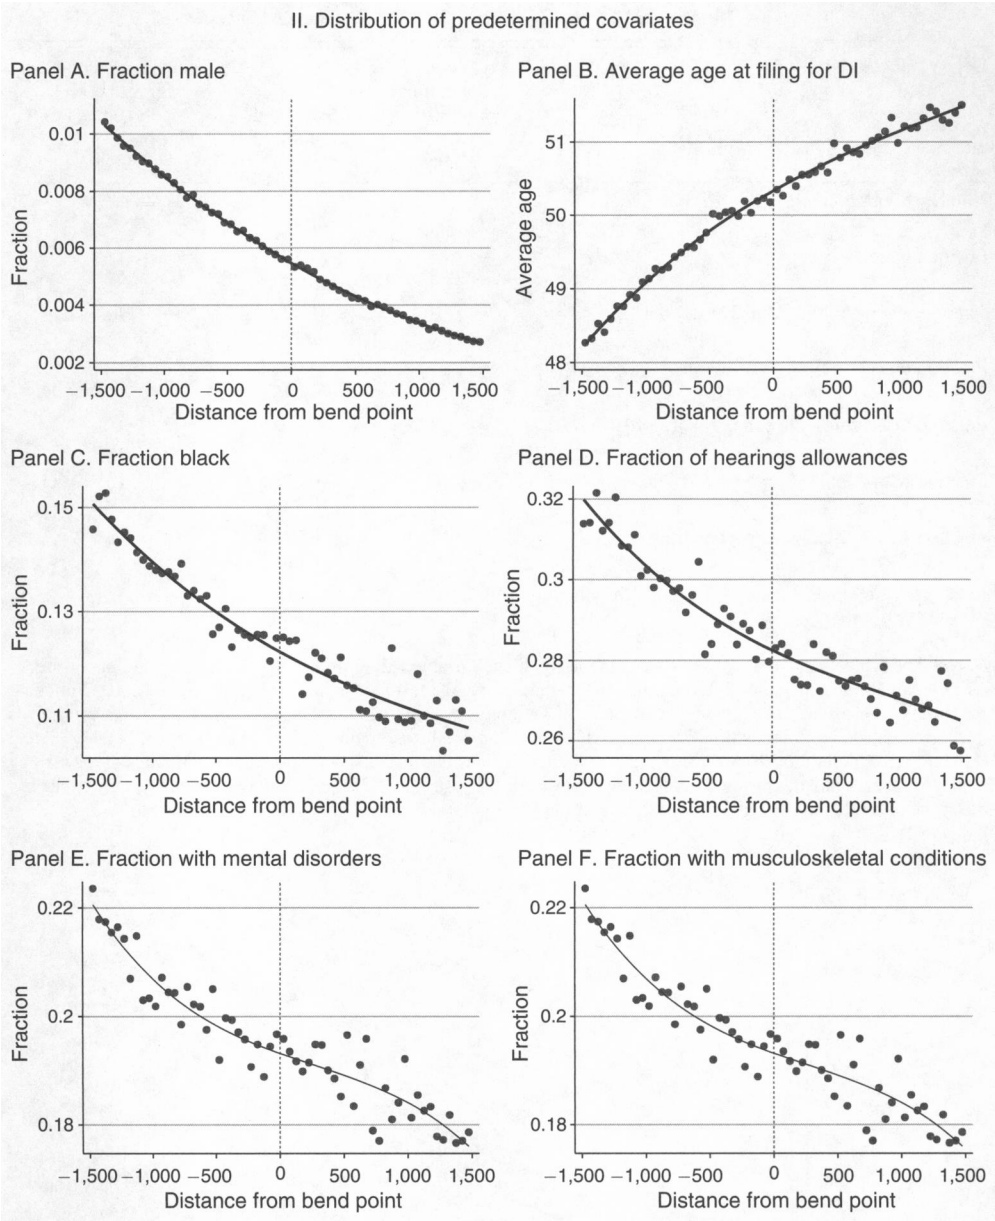 II. Distribution of predetermined covariates
Panel A. Fraction male
Fraction
0.01
0.008
0.006
0.004
0.002
−1,500 −1,000 −500 0 500 1,000 1,500
Distance from bend point
Panel B. Average age at filing for DI
Average age
51
50
49
48
−1,500 −1,000 −500 0 500 1,000 1,500
Distance from bend point
Panel C. Fraction black
Fraction
0.15
0.13
0.11
−1,500 −1,000 −500 0 500 1,000 1,500
Distance from bend point
Panel D. Fraction of hearings allowances
Fraction
0.32
0.3
0.28
0.26
−1,500 −1,000 −500 0 500 1,000 1,500
Distance from bend point
Panel E. Fraction with mental disorders
Fraction
0.22
0.2
0.18
−1,500 −1,000 −500 0 500 1,000 1,500
Distance from bend point
Panel F. Fraction with musculoskeletal conditions
Fraction
0.22
0.2
0.18
−1,500 −1,000 −500 0 500 1,000 1,500
Distance from bend point